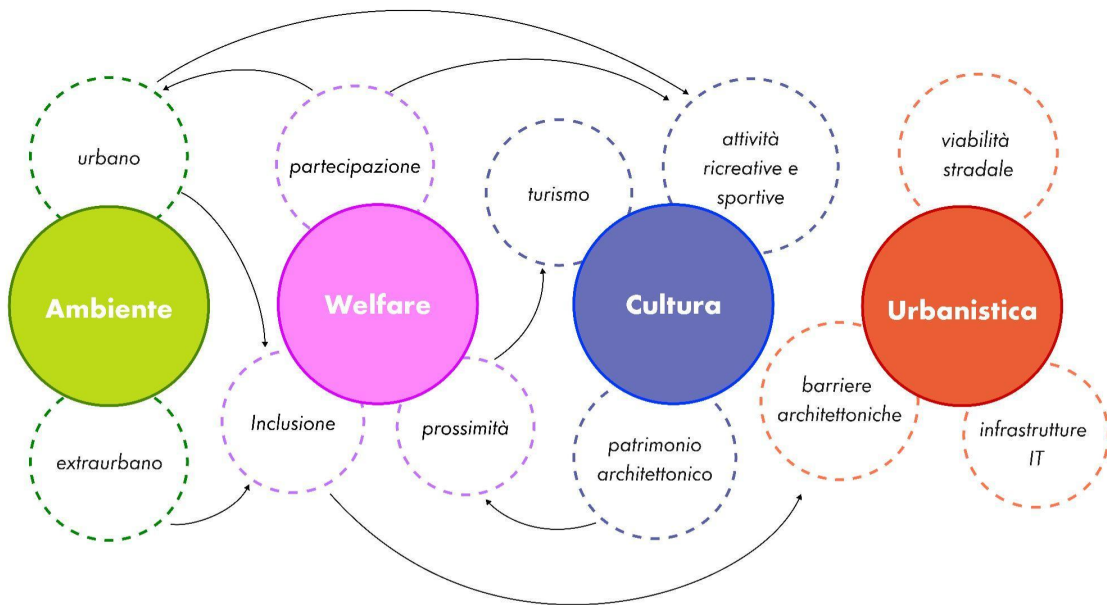 urbano
Ambiente
extraurbano
partecipazione
Welfare
Inclusione
prossimità
turismo
attività
ricreative e
sportive
Cultura
patrimonio
architettonico
viabilità
stradale
Urbanistica
barriere
architettoniche
infrastrutture
IT